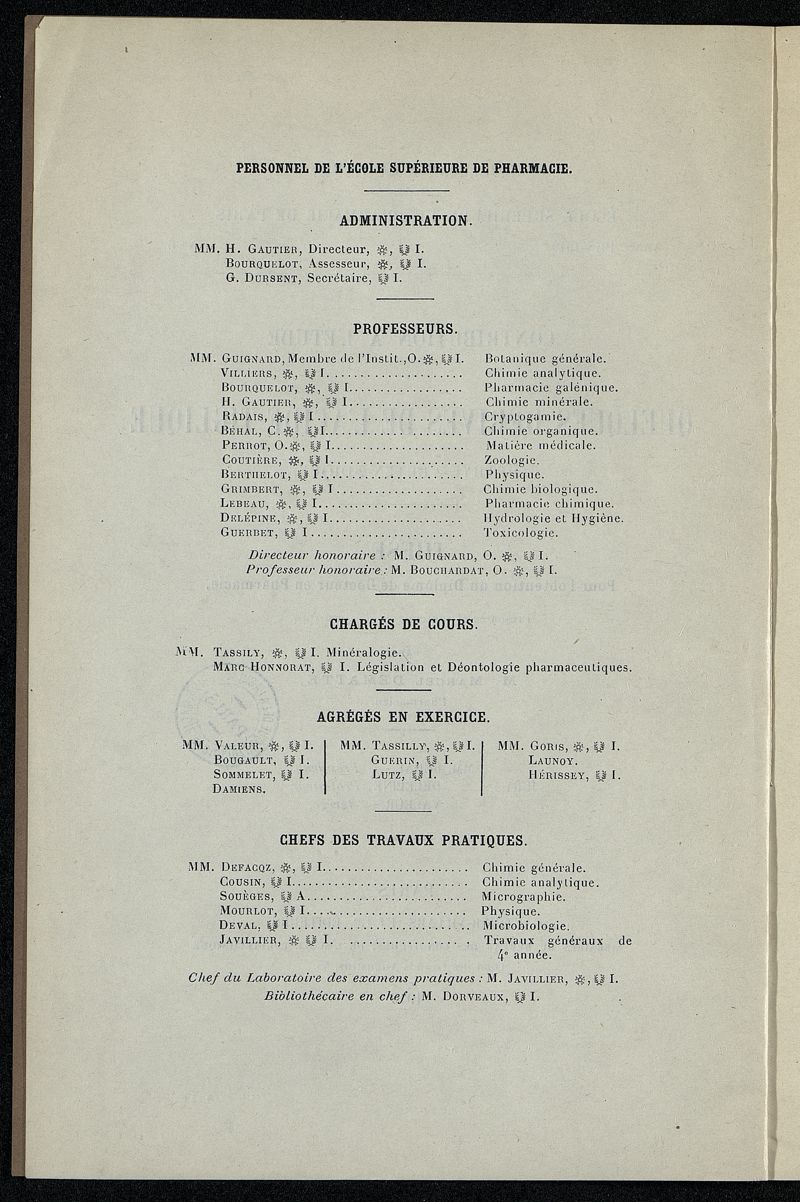 PERSONNEL DE L'ÉCOLE SUPÉRIEURE DE PHARMACIE.
ADMINISTRATION.
MM. H. GAUTIER, Directeur, ❉, ❦ I.
BOURQUELOT, Assesseur, ❉, ❦ I.
G. DURSENT, Secrétaire, ❦ I.
PROFESSEURS.
MM. GUIGNARD, Membre de l'Instit., O. ❉, ❦ I. Botanique générale.
VILLIERS, ❉, ❦ I..................... Chimie analytique.
BOURQUELOT, ❉, ❦ I................. Pharmacie galénique.
H. GAUTIER, ❉, ❦ I................. Chimie minérale.
RADAIS, ❉, ❦ I...................... Cryptogamie.
BÉHAL, C. ❉, ❦ I.................... Chimie organique.
PERROT, O. ❉, ❦ I.................... Matière médicale.
COUTIÈRE, ❉, ❦ I.................... Zoologie.
BERTHELOT, ❦ I...................... Physique.
GRIMBERT, ❉, ❦ I................... Chimie biologique.
LEBEAU, ❉, ❦ I...................... Pharmacie chimique.
DELÉPINE, ❉, ❦ I.................... Hydrologie et Hygiène.
GUERBET, ❦ I....................... Toxicologie.
Directeur honoraire : M. GUIGNARD, O. ❉, ❦ I.
Professeur honoraire : M. BOUCHARDAT, O. ❉, ❦ I.
CHARGÉS DE COURS.
MM. TASSILY, ❉, ❦ I. Minéralogie.
MARC HONNORAT, ❦ I. Législation et Déontologie pharmaceutiques.
AGRÉGÉS EN EXERCICE.
MM. VALEUR, ❉, ❦ I.
BOUGAULT, ❦ I.
SOMMELET, ❦ I.
DAMIENS.
MM. TASSILLY, ❉, ❦ I.
GUERIN, ❦ I.
LUTZ, ❦ I.
MM. GORIS, ❉, ❦ I.
LAUNOY.
HÉRISSEY, ❦ I.
CHEFS DES TRAVAUX PRATIQUES.
MM. DEFACQZ, ❉, ❦ I...................... Chimie générale.
COUSIN, ❦ I........................... Chimie analytique.
SOUÈGES, ❦ A........................ Micrographie.
MOURLOT, ❦ I........................ Physique.
DEVAL, ❦ I........................... Microbiologie.
JAVILLIER, ❉ ❦ I. .................... Travaux généraux de
4e année.
Chef du Laboratoire des examens pratiques : M. JAVILLIER, ❉, ❦ I.
Bibliothécaire en chef : M. DORVEAUX, ❦ I.